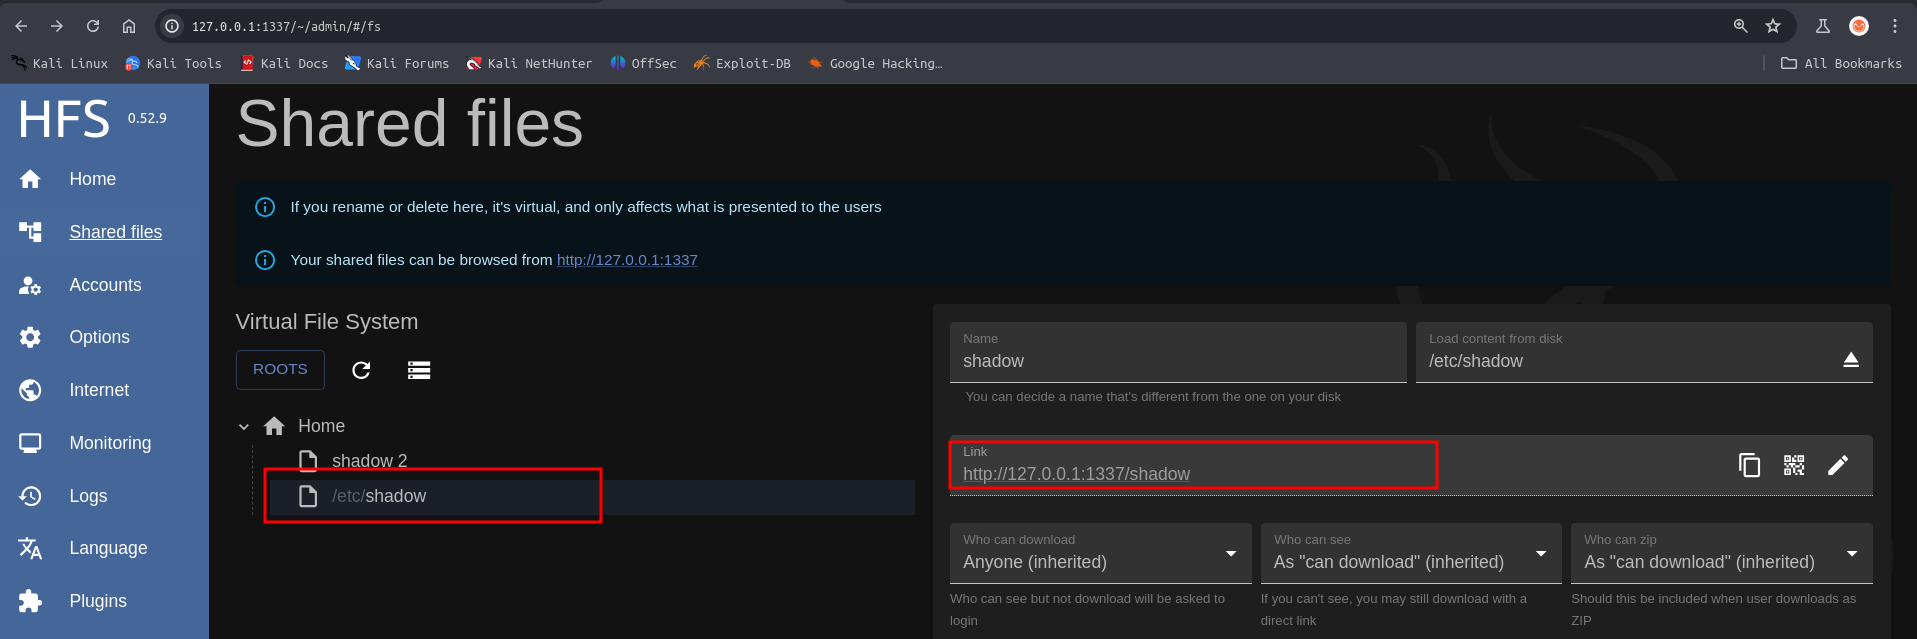 127.0.0.1:1337/~/admin/#/fs
Kali Linux Kali Tools Kali Docs Kali Forums Kali NetHunter OffSec Exploit-DB Google Hacking… All Bookmarks
HFS 0.52.9
Home
Shared files
Accounts
Options
Internet
Monitoring
Logs
Language
Plugins
Shared files
If you rename or delete here, it's virtual, and only affects what is presented to the users
Your shared files can be browsed from http://127.0.0.1:1337
Virtual File System
ROOTS
Home
shadow 2
/etc/shadow
Name
shadow
You can decide a name that's different from the one on your disk
Load content from disk
/etc/shadow
Link
http://127.0.0.1:1337/shadow
Who can download
Anyone (inherited)
Who can see but not download will be asked to
login
Who can see
As "can download" (inherited)
If you can't see, you may still download with a
direct link
Who can zip
As "can download" (inherited)
Should this be included when user downloads as
ZIP